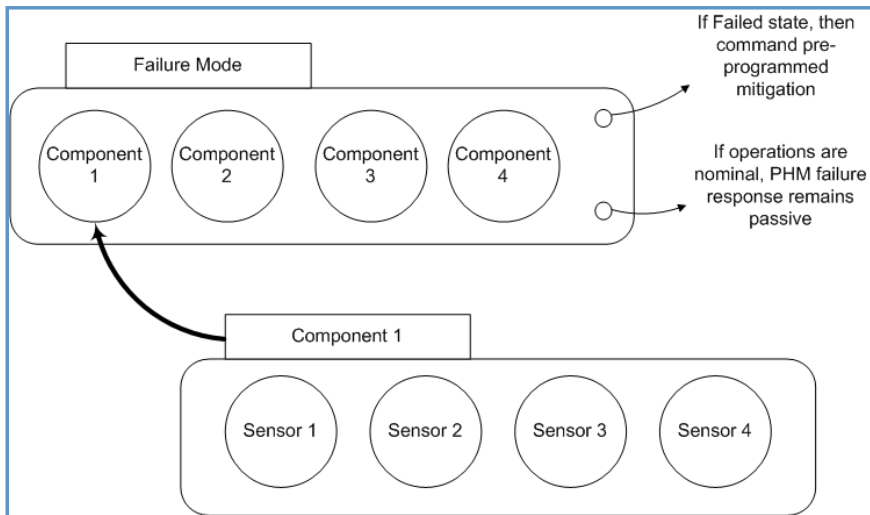 If Failed state, then
command pre-
programmed
mitigation
Failure Mode
Component
1
Component
2
Component
3
Component
4
If operations are
nominal, PHM failure
response remains
passive
Component 1
Sensor 1
Sensor 2
Sensor 3
Sensor 4